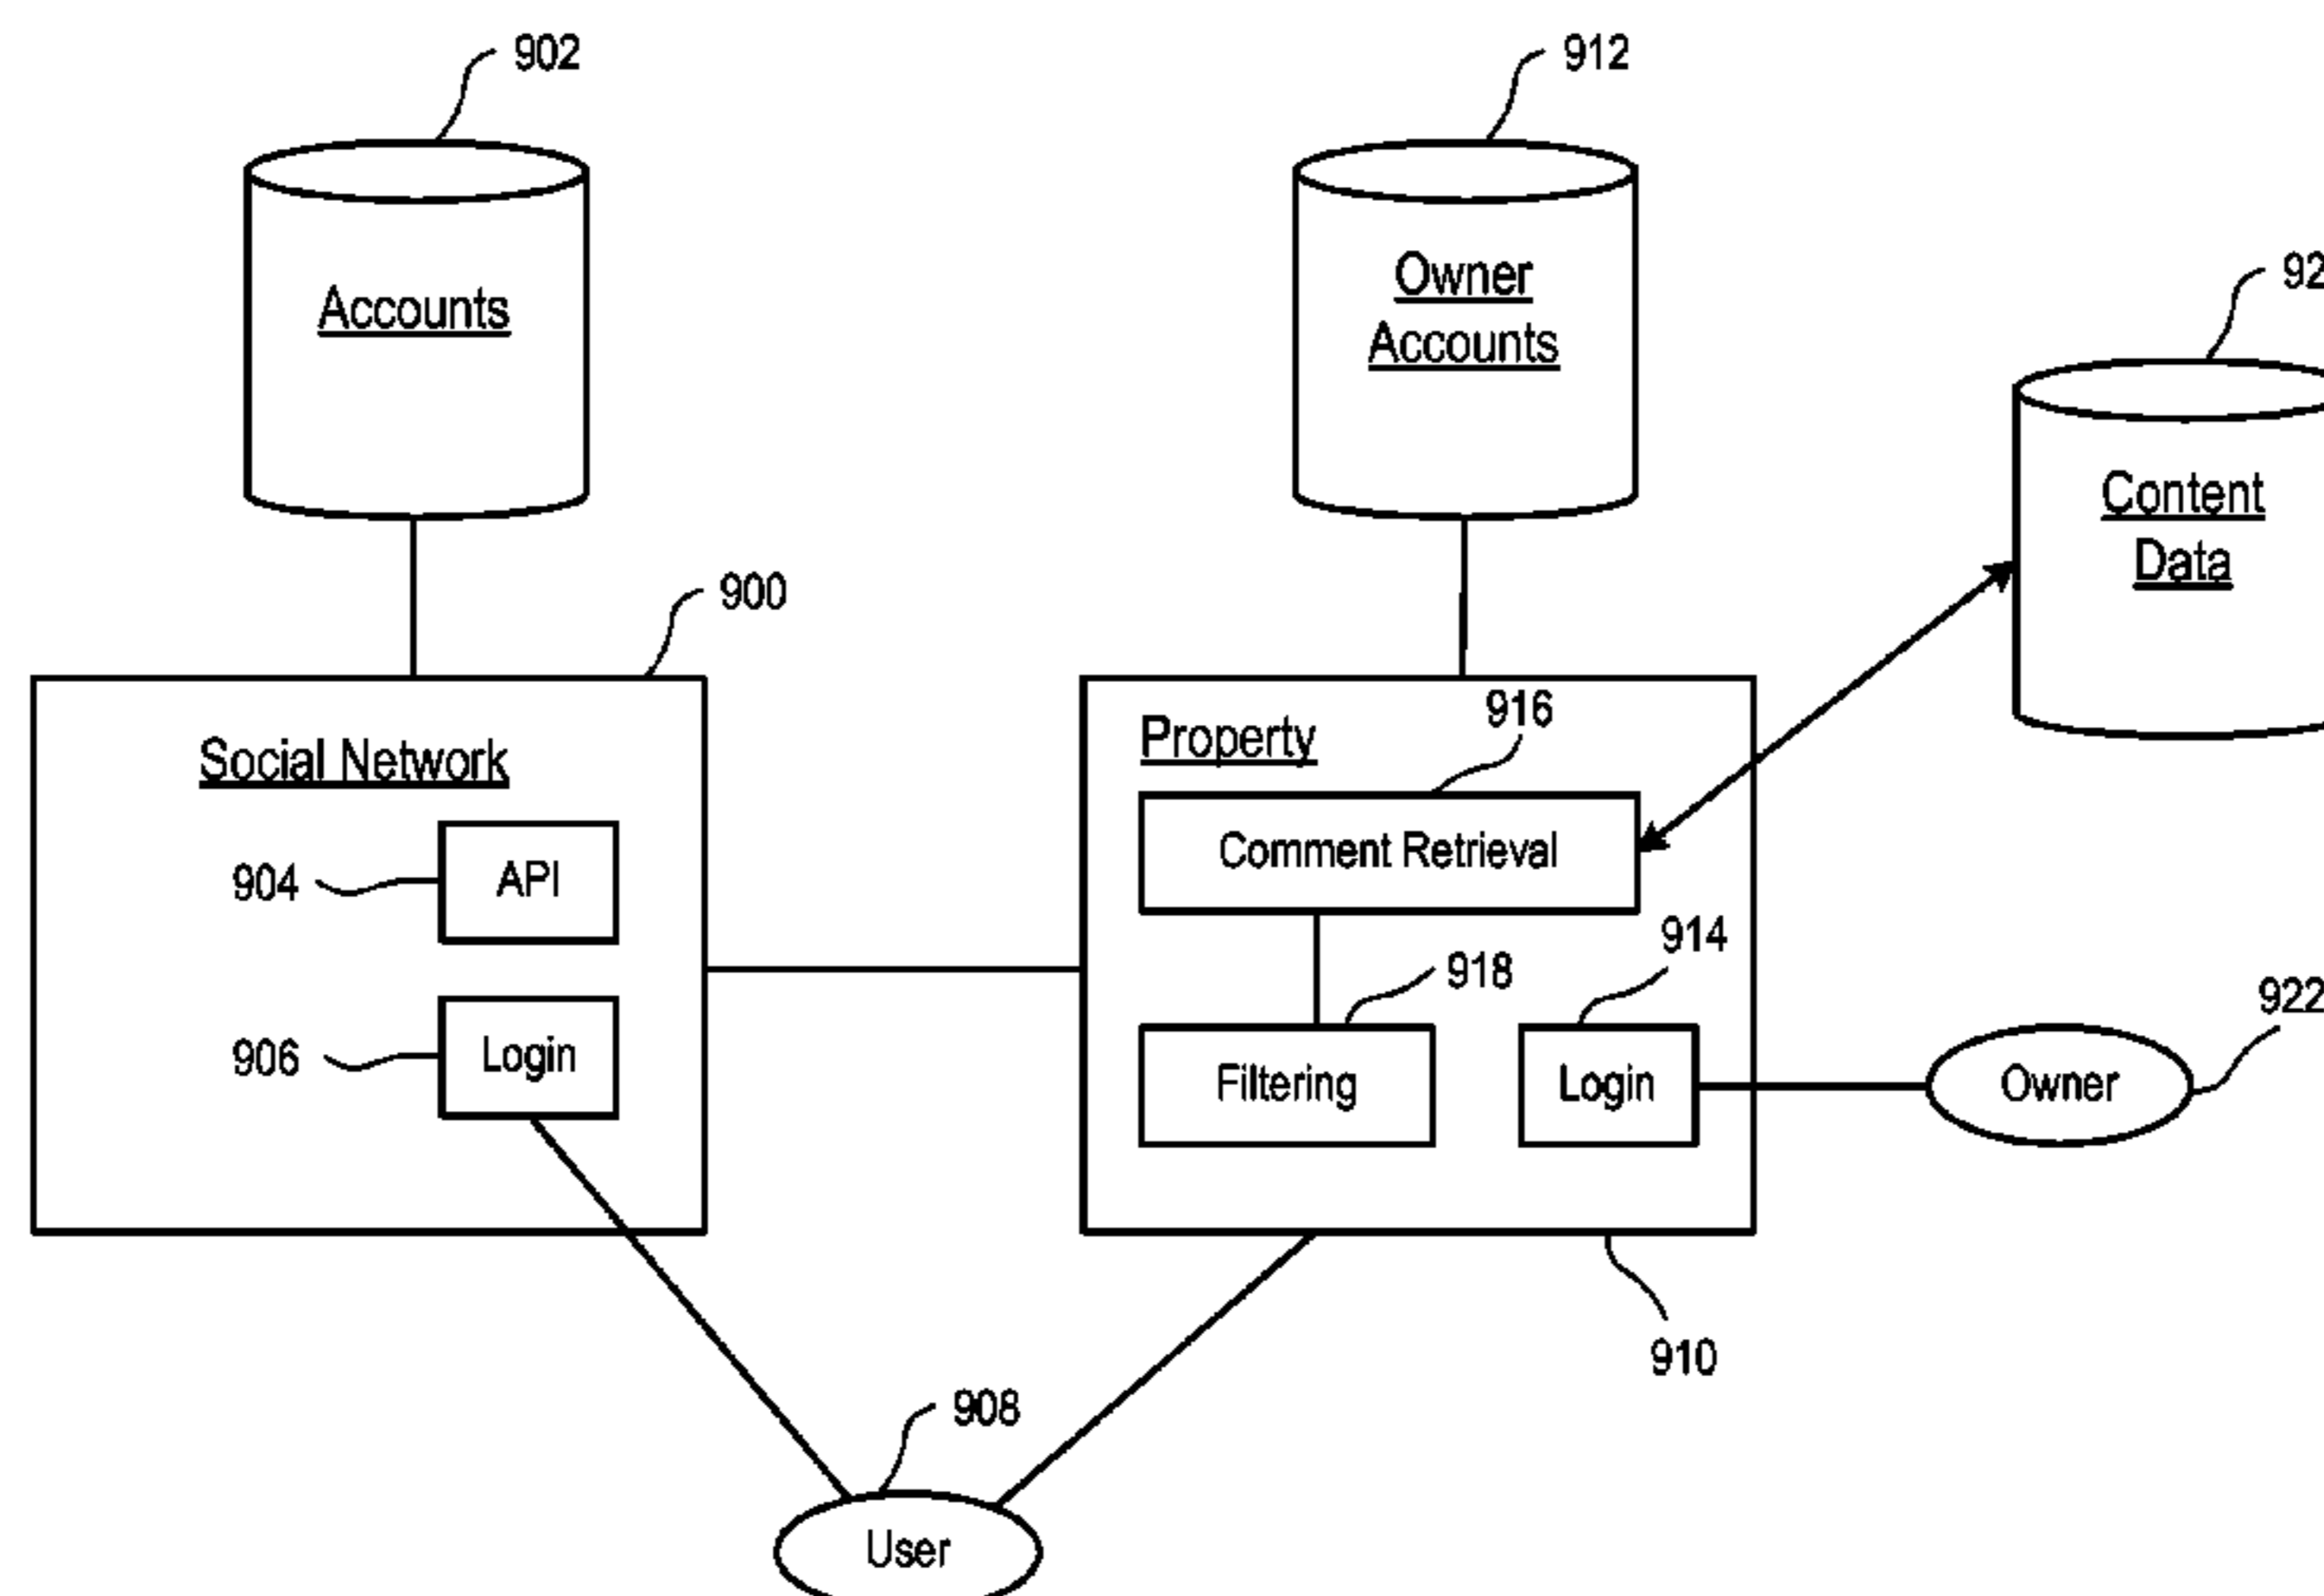 902
912
Accounts
Owner
Accounts
Content
Data
900
Social Network
Property
916
Comment Retrieval
904
API
914
918
922
906
Login
Filtering
Login
Owner
910
908
User